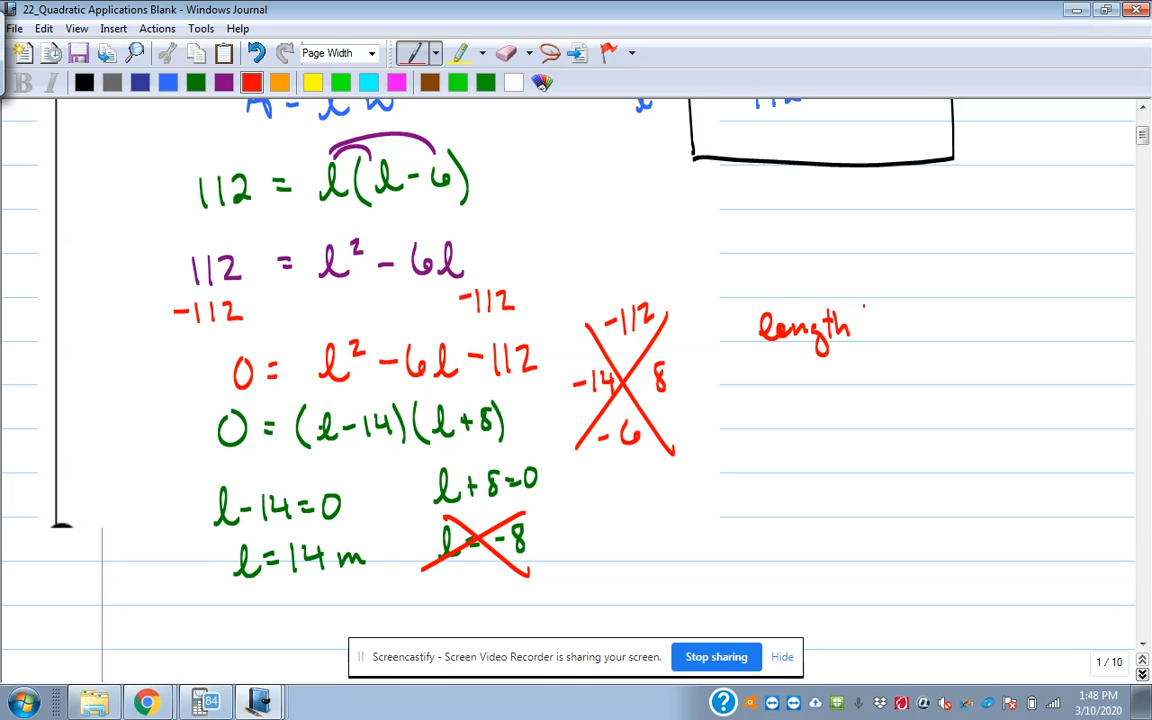 22_Quadratic Applications Blank - Windows Journal
File Edit View Insert Actions Tools Help
Page Width
B I
A = l w
l
112
112 = l(l-6)
112 = l² - 6l
-112 -112
0 = l² - 6l - 112
-112
-14 8
-6
length
0 = (l-14)(l+8)
l-14=0
l+8=0
l=14 m
l=-8
Screencastify - Screen Video Recorder is sharing your screen.
Stop sharing
Hide
1 / 10
84
1:48 PM
3/10/2020